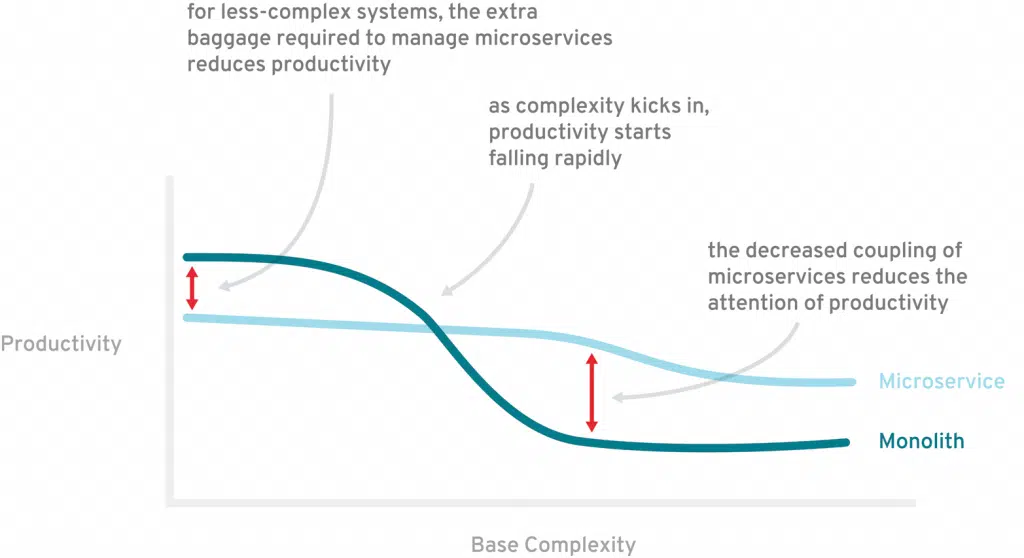 for less-complex systems, the extra
baggage required to manage microservices
reduces productivity
as complexity kicks in,
productivity starts
falling rapidly
the decreased coupling of
microservices reduces the
attention of productivity
Productivity
Microservice
Monolith
Base Complexity